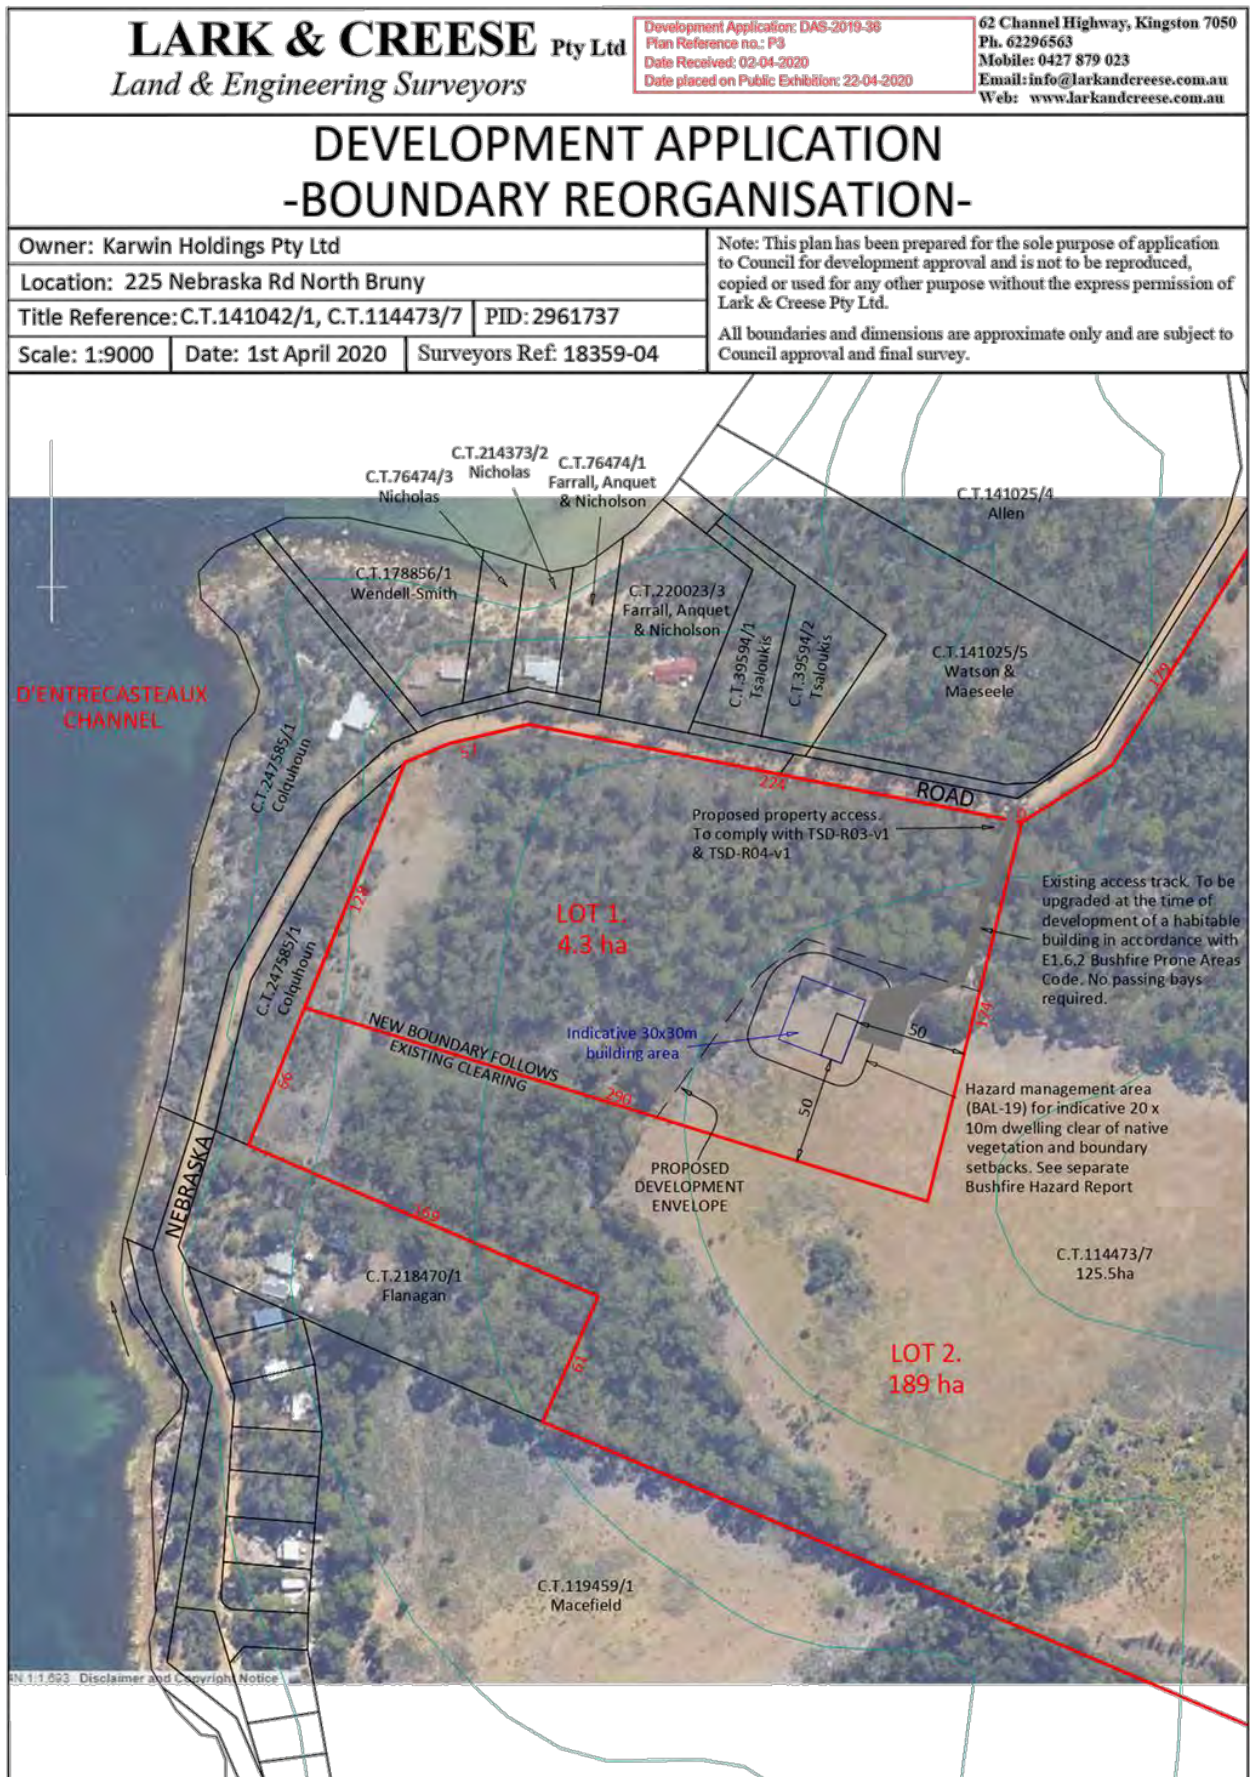 LARK & CREESE Pty Ltd
Land & Engineering Surveyors
Development Application: DAS-2019-36
Plan Reference no.: P3
Date Received: 02-04-2020
Date placed on Public Exhibition: 22-04-2020
62 Channel Highway, Kingston 7050
Ph. 62296563
Mobile: 0427 879 023
Email: info@larkandcreese.com.au
Web: www.larkandcreese.com.au
DEVELOPMENT APPLICATION
-BOUNDARY REORGANISATION-
Owner: Karwin Holdings Pty Ltd
Location: 225 Nebraska Rd North Bruny
Title Reference: C.T.141042/1, C.T.114473/7
PID: 2961737
Scale: 1:9000
Date: 1st April 2020
Surveyors Ref: 18359-04
Note: This plan has been prepared for the sole purpose of application
to Council for development approval and is not to be reproduced,
copied or used for any other purpose without the express permission of
Lark & Creese Pty Ltd.
All boundaries and dimensions are approximate only and are subject to
Council approval and final survey.
C.T.76474/3
Nicholas
C.T.214373/2
Nicholas
C.T.76474/1
Farrall, Anquet
& Nicholson
C.T.141025/4
Allen
C.T.178856/1
Wendell-Smith
C.T.220023/3
Farrall, Anquet
& Nicholson
C.T.39594/1
Tsaloukis
C.T.39594/2
Tsaloukis
C.T.141025/5
Watson &
Maeseele
179
D'ENTRECASTEAUX
CHANNEL
C.T.247585/1
Colquhoun
224
ROAD
Proposed property access.
To comply with TSD-R03-v1
& TSD-R04-v1
128
LOT 1.
4.3 ha
Existing access track. To be
upgraded at the time of
development of a habitable
building in accordance with
E1.6.2 Bushfire Prone Areas
Code. No passing bays
required.
C.T.247585/1
Colquhoun
NEW BOUNDARY FOLLOWS
EXISTING CLEARING
Indicative 30x30m
building area
50
174
66
290
50
Hazard management area
(BAL-19) for indicative 20 x
10m dwelling clear of native
vegetation and boundary
setbacks. See separate
Bushfire Hazard Report
NEBRASKA
PROPOSED
DEVELOPMENT
ENVELOPE
169
C.T.218470/1
Flanagan
C.T.114473/7
125.5ha
61
LOT 2.
189 ha
C.T.119459/1
Macefield
Disclaimer and Copyright Notice